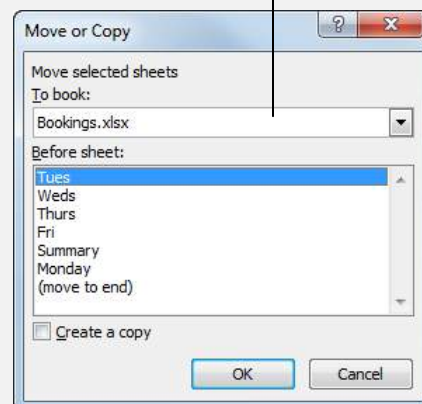 Move or Copy
?
Move selected sheets
To book:
Bookings.xlsx
Before sheet:
Tues
Weds
Thurs
Fri
Summary
Monday
(move to end)
Create a copy
OK
Cancel